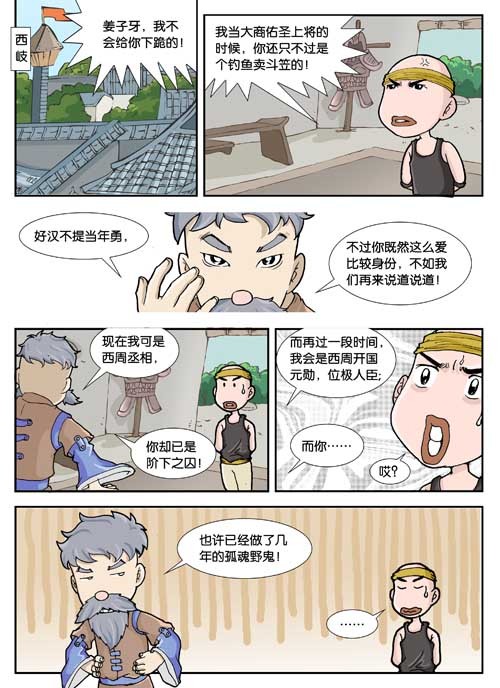 西岐
姜子牙，我不
会给你下跪的！
我当大商佑圣上将的
时候，你还只不过是
个钓鱼卖斗笠的！
好汉不提当年勇，
不过你既然这么爱
比较身份，不如我
们再来说道说道！
现在我可是
西周丞相，
你却已是
阶下之囚！
而再过一段时间，
我会是西周开国
元勋，位极人臣；
而你……
哎？
也许已经做了几
年的孤魂野鬼！
……